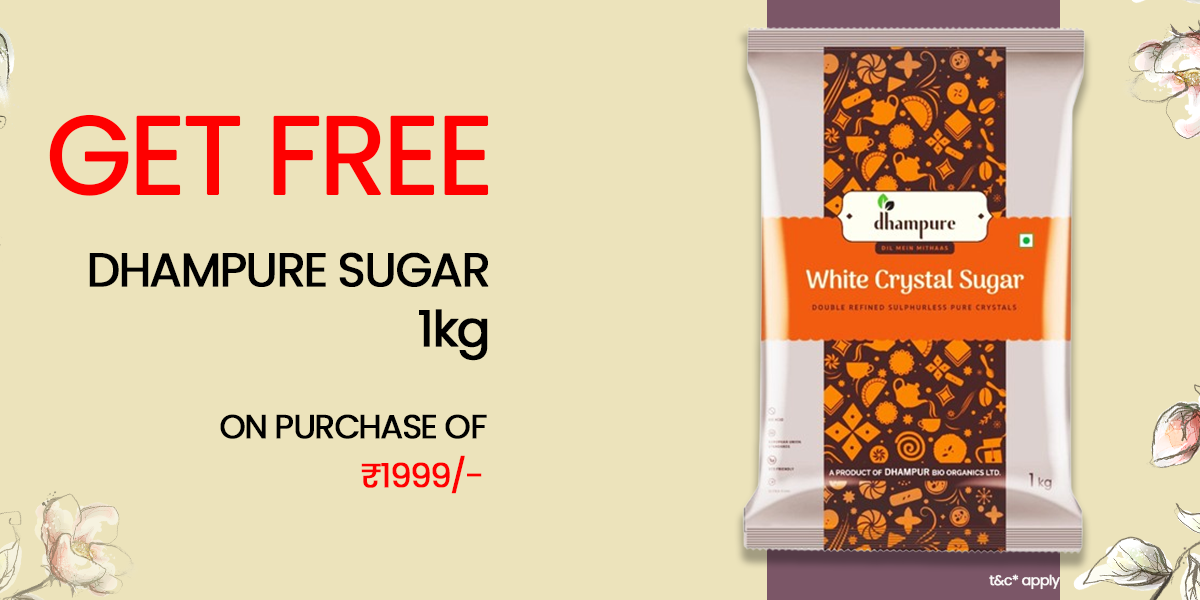 GET FREE
DHAMPURE SUGAR
1kg
ON PURCHASE OF
₹1999/-
dhampure
DIL MEIN MITHAAS
White Crystal Sugar
DOUBLE REFINED SULPHURLESS PURE CRYSTALS
A PRODUCT OF DHAMPUR BIO ORGANICS LTD.
1 kg
t&c* apply